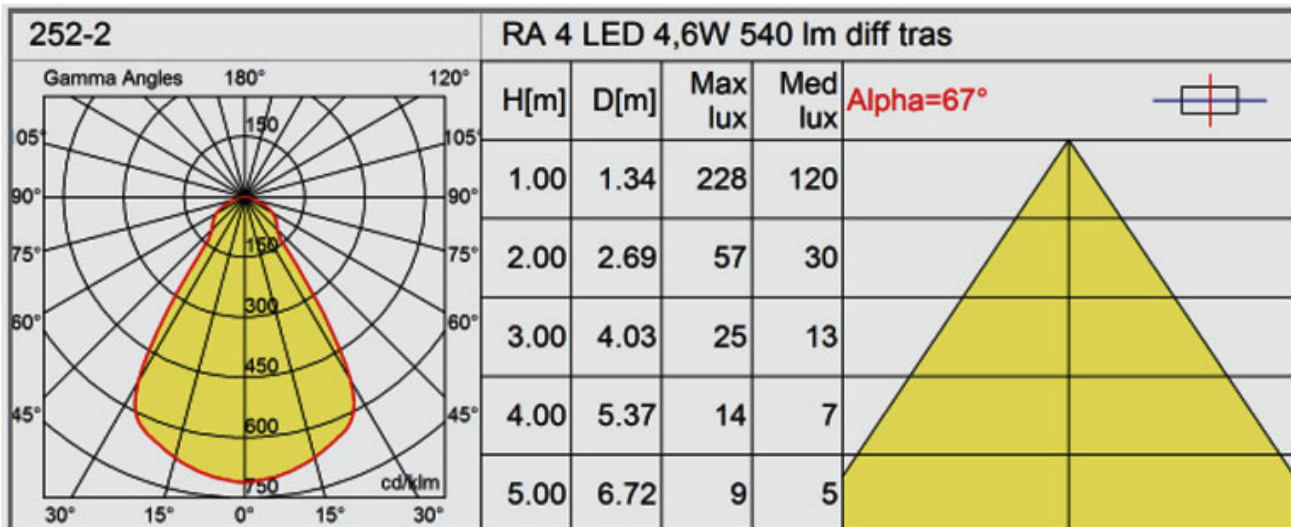 252-2
RA 4 LED 4,6W 540 lm diff tras
Gamma Angles 180° 120°
05° 150 105°
90° 90°
75° 150 75°
60° 300 60°
450
45° 600 45°
750 cd/klm
30° 15° 0° 15° 30°
H[m] D[m] Max lux Med lux Alpha=67°
1.00 1.34 228 120
2.00 2.69 57 30
3.00 4.03 25 13
4.00 5.37 14 7
5.00 6.72 9 5